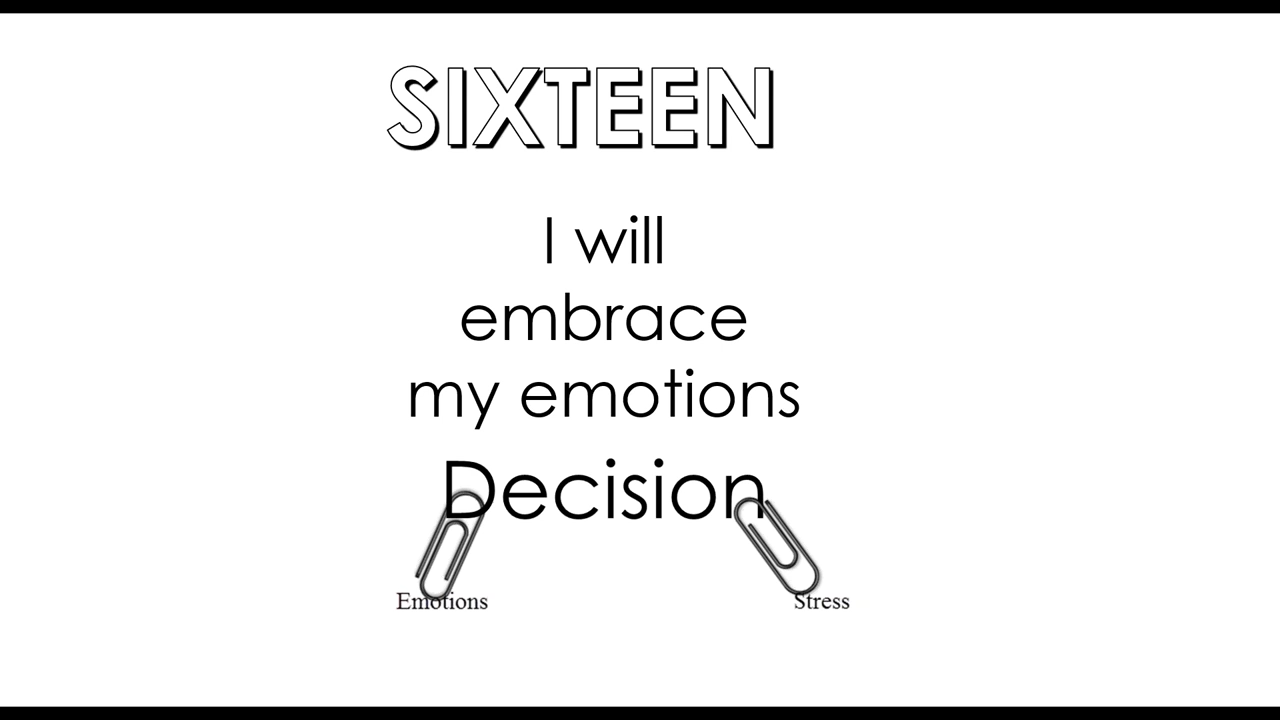 SIXTEEN
I will
embrace
my emotions
Decision
Emotions Stress